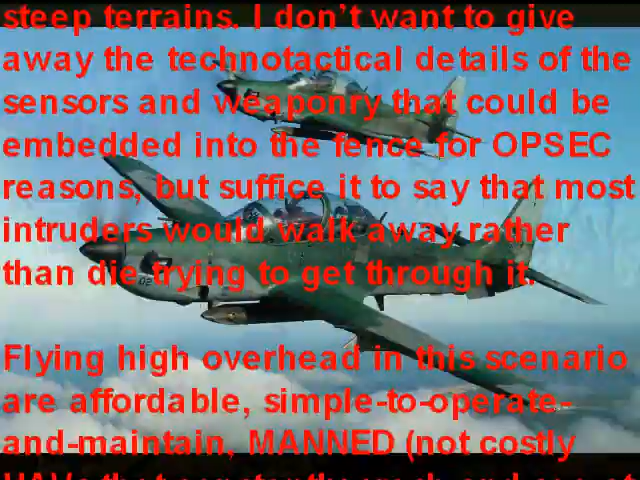 steep terrains. I don't want to give
away the technotactical details of the
sensors and weaponry that could be
embedded into the fence for OPSEC
reasons, but suffice it to say that most
intruders would walk away rather
than die trying to get through it.
02
Flying high overhead in this scenario
are affordable, simple-to-operate-
and-maintain, MANNED (not costly